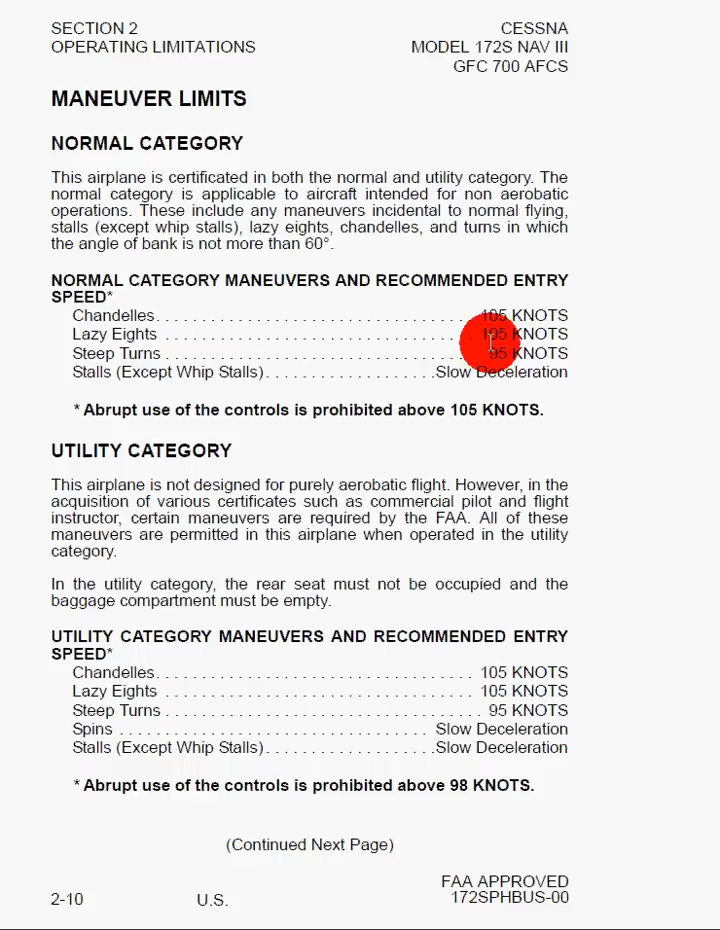 SECTION 2
OPERATING LIMITATIONS
CESSNA
MODEL 172S NAV III
GFC 700 AFCS
MANEUVER LIMITS
NORMAL CATEGORY
This airplane is certificated in both the normal and utility category. The
normal category is applicable to aircraft intended for non aerobatic
operations. These include any maneuvers incidental to normal flying,
stalls (except whip stalls), lazy eights, chandelles, and turns in which
the angle of bank is not more than 60°.
NORMAL CATEGORY MANEUVERS AND RECOMMENDED ENTRY
SPEED*
Chandelles. . . . . . . . . . . . . . . . . . . . . . . . . . . . . . . . . . . 105 KNOTS
Lazy Eights . . . . . . . . . . . . . . . . . . . . . . . . . . . . . . . . . . 105 KNOTS
Steep Turns . . . . . . . . . . . . . . . . . . . . . . . . . . . . . . . . . . . 95 KNOTS
Stalls (Except Whip Stalls). . . . . . . . . . . . . . . . . . .Slow Deceleration
* Abrupt use of the controls is prohibited above 105 KNOTS.
UTILITY CATEGORY
This airplane is not designed for purely aerobatic flight. However, in the
acquisition of various certificates such as commercial pilot and flight
instructor, certain maneuvers are required by the FAA. All of these
maneuvers are permitted in this airplane when operated in the utility
category.
In the utility category, the rear seat must not be occupied and the
baggage compartment must be empty.
UTILITY CATEGORY MANEUVERS AND RECOMMENDED ENTRY
SPEED*
Chandelles. . . . . . . . . . . . . . . . . . . . . . . . . . . . . . . . . . . 105 KNOTS
Lazy Eights . . . . . . . . . . . . . . . . . . . . . . . . . . . . . . . . . . 105 KNOTS
Steep Turns . . . . . . . . . . . . . . . . . . . . . . . . . . . . . . . . . . . 95 KNOTS
Spins . . . . . . . . . . . . . . . . . . . . . . . . . . . . . . . . . . Slow Deceleration
Stalls (Except Whip Stalls). . . . . . . . . . . . . . . . . . .Slow Deceleration
* Abrupt use of the controls is prohibited above 98 KNOTS.
(Continued Next Page)
FAA APPROVED
2-10 U.S. 172SPHBUS-00